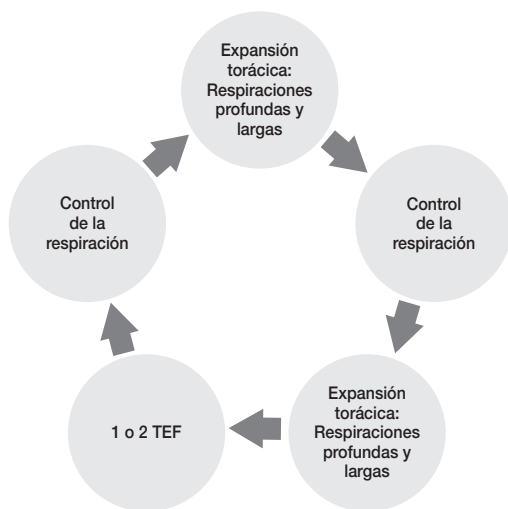 Expansión
torácica:
Respiraciones
profundas y
largas
Control
de la
respiración
Expansión
torácica:
Respiraciones
profundas y
largas
1 o 2 TEF
Control
de la
respiración